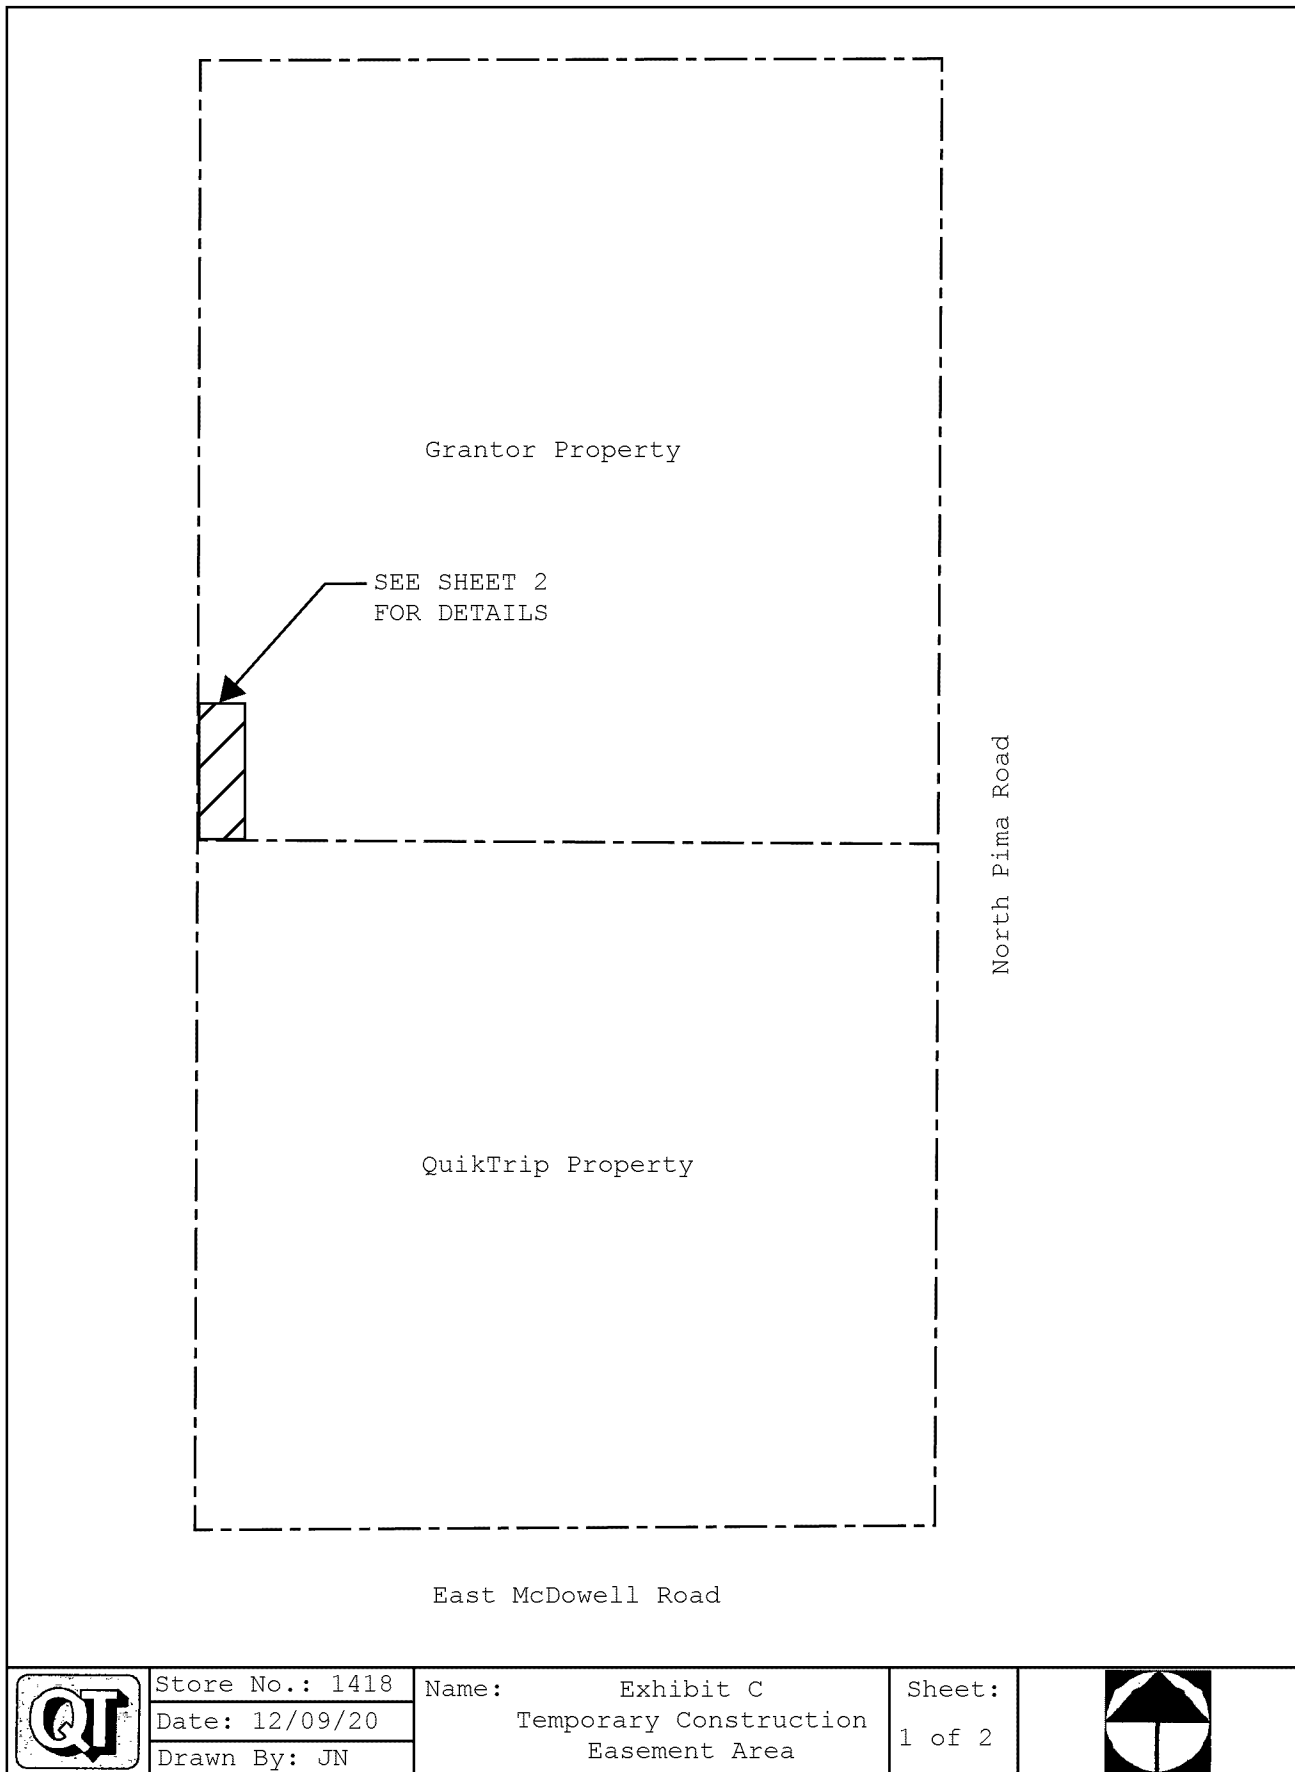 Grantor Property
SEE SHEET 2
FOR DETAILS
North Pima Road
QuikTrip Property
East McDowell Road
QT
Store No.: 1418
Date: 12/09/20
Drawn By: JN
Name: Exhibit C
Temporary Construction
Easement Area
Sheet:
1 of 2